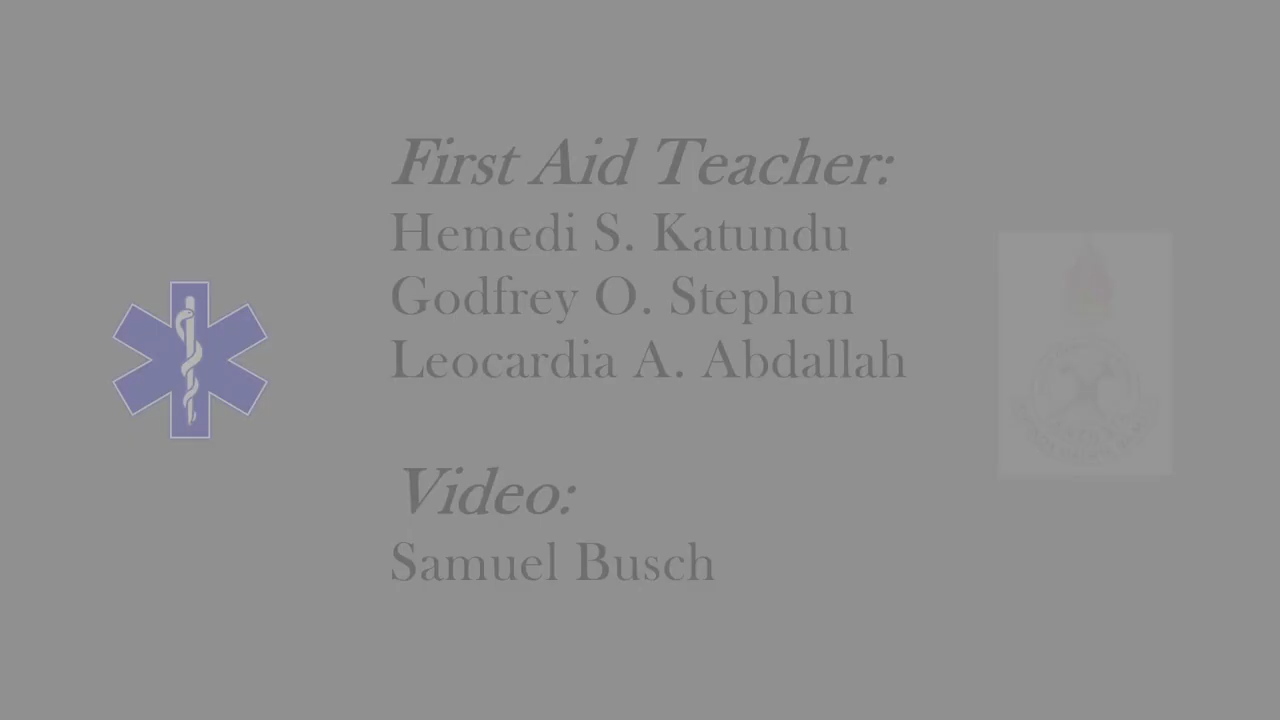 First Aid Teacher:
Hemedi S. Katundu
Godfrey O. Stephen
Leocardia A. Abdallah
Video:
Samuel Busch